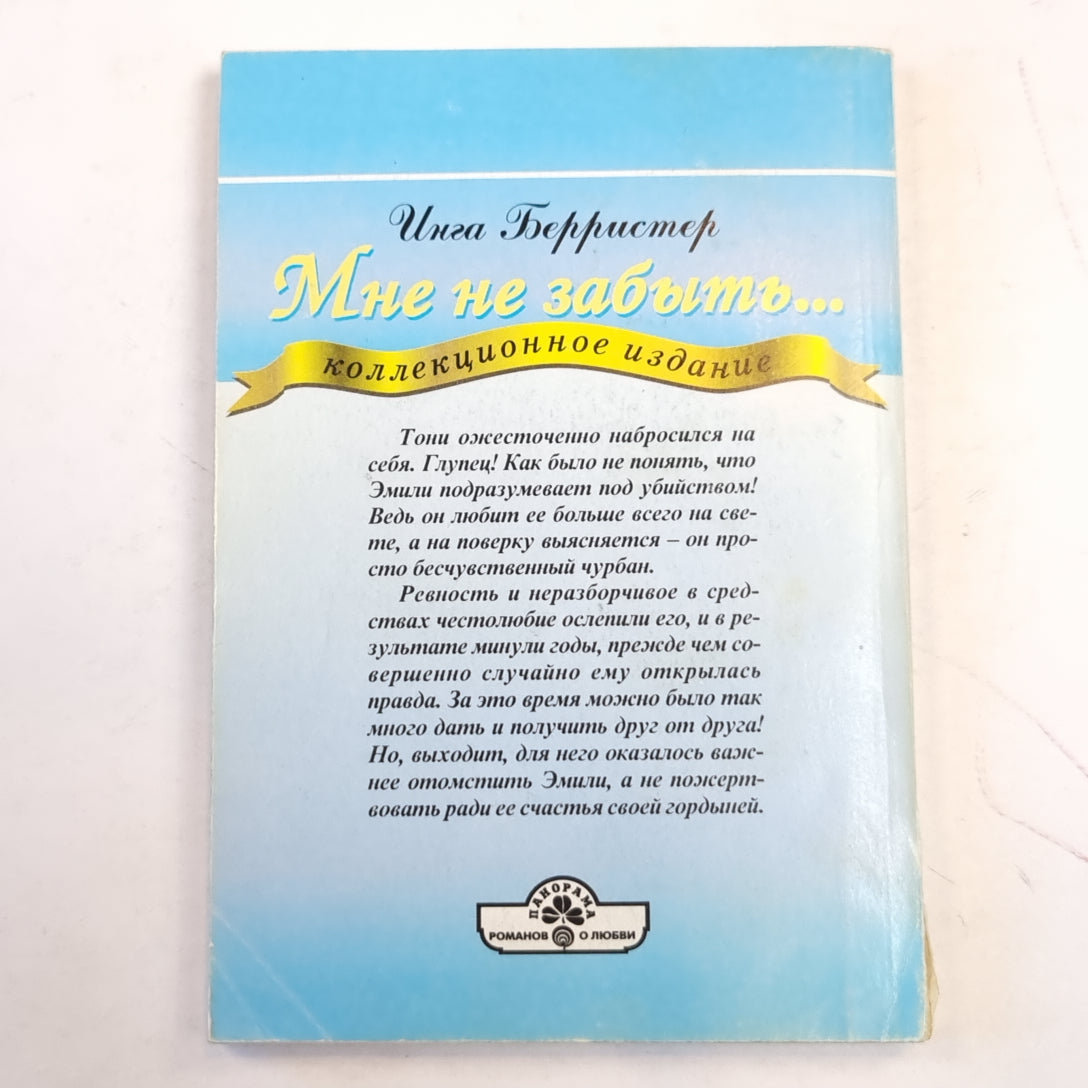 Инга Берристер
Мне не забыть...
коллекционное издание
Тони ожесточенно набросился на
себя. Глупец! Как было не понять, что
Эмили подразумевает под убийством!
Ведь он любит ее больше всего на све-
те, а на поверку выясняется – он про-
сто бесчувственный чурбан.
Ревность и неразборчивое в сред-
ствах честолюбие ослепили его, и в ре-
зультате минули годы, прежде чем со-
вершенно случайно ему открылась
правда. За это время можно было так
много дать и получить друг от друга!
Но, выходит, для него оказалось важ-
нее отомстить Эмили, а не пожерт-
вовать ради ее счастья своей гордыней.
ПАНОРАМА
РОМАНОВ О ЛЮБВИ